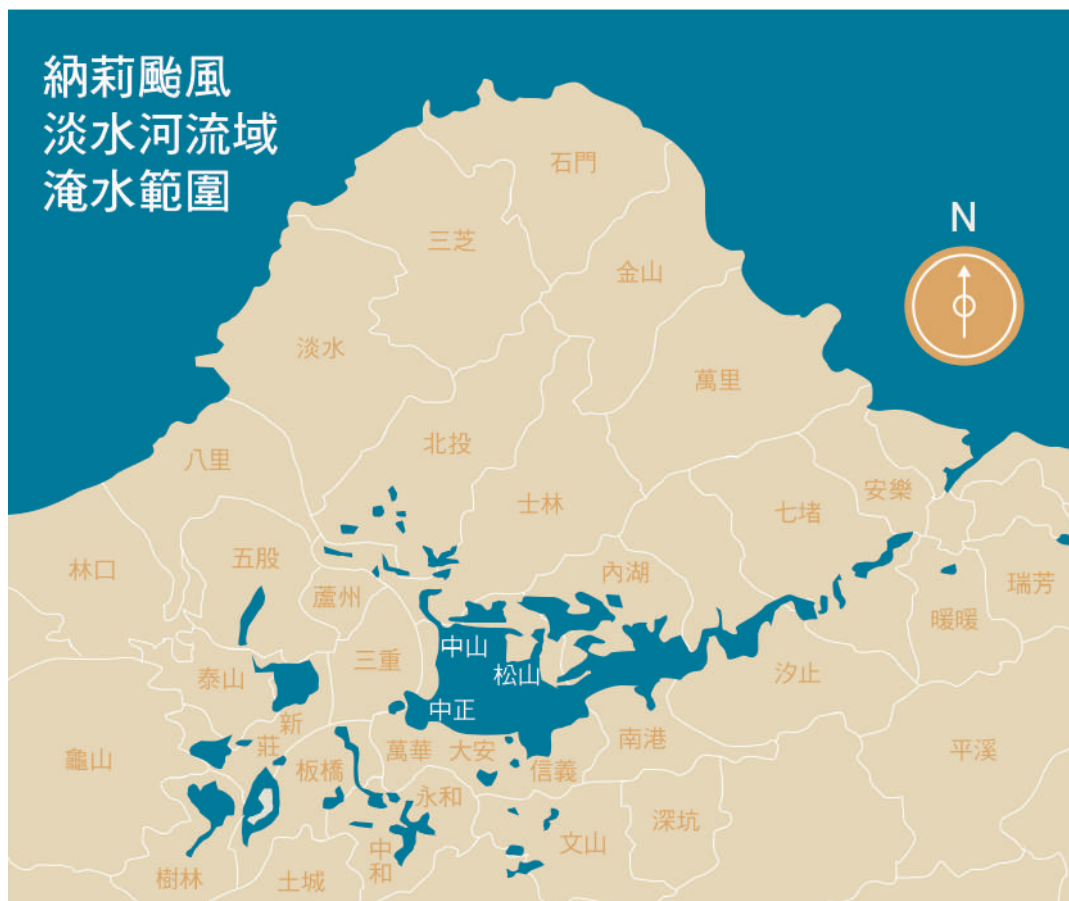 納莉颱風
淡水河流域
淹水範圍
石門
N
三芝
金山
淡水
萬里
北投
八里
安樂
士林
七堵
五股
林口
內湖
瑞芳
蘆州
暖暖
中山
三重
松山
汐止
泰山
中正
新
莊
南港
萬華
大安
平溪
龜山
板橋
信義
永和
深坑
文山
中
和
樹林
土城